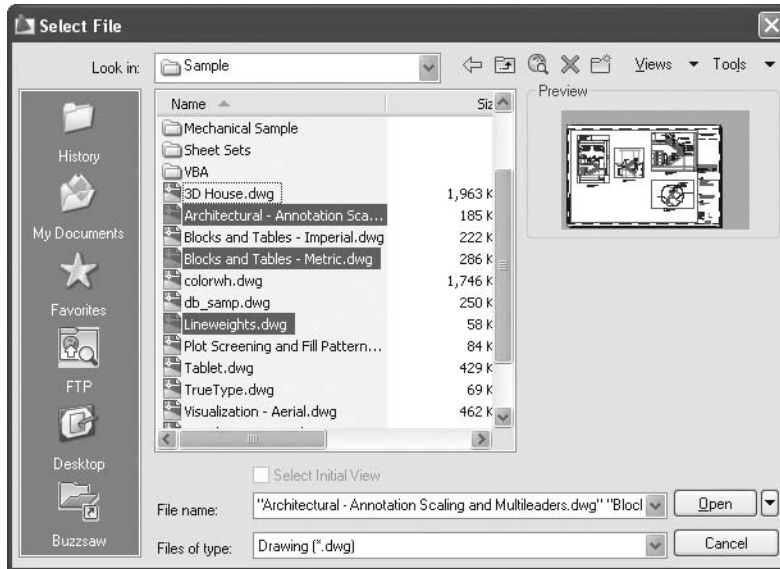 Select File
Look in: Sample Views Tools
Name Siz
Preview
Mechanical Sample
Sheet Sets
VBA
3D House.dwg 1,963 K
Architectural - Annotation Sca... 185 K
Blocks and Tables - Imperial.dwg 222 K
Blocks and Tables - Metric.dwg 286 K
colorwh.dwg 1,746 K
db_samp.dwg 250 K
Lineweights.dwg 58 K
Plot Screening and Fill Pattern... 84 K
Tablet.dwg 429 K
TrueType.dwg 69 K
Visualization - Aerial.dwg 462 K
History
My Documents
Favorites
FTP
Desktop
Buzzsaw
Select Initial View
File name: "Architectural - Annotation Scaling and Multileaders.dwg" "Blocl Open
Files of type: Drawing (*.dwg) Cancel